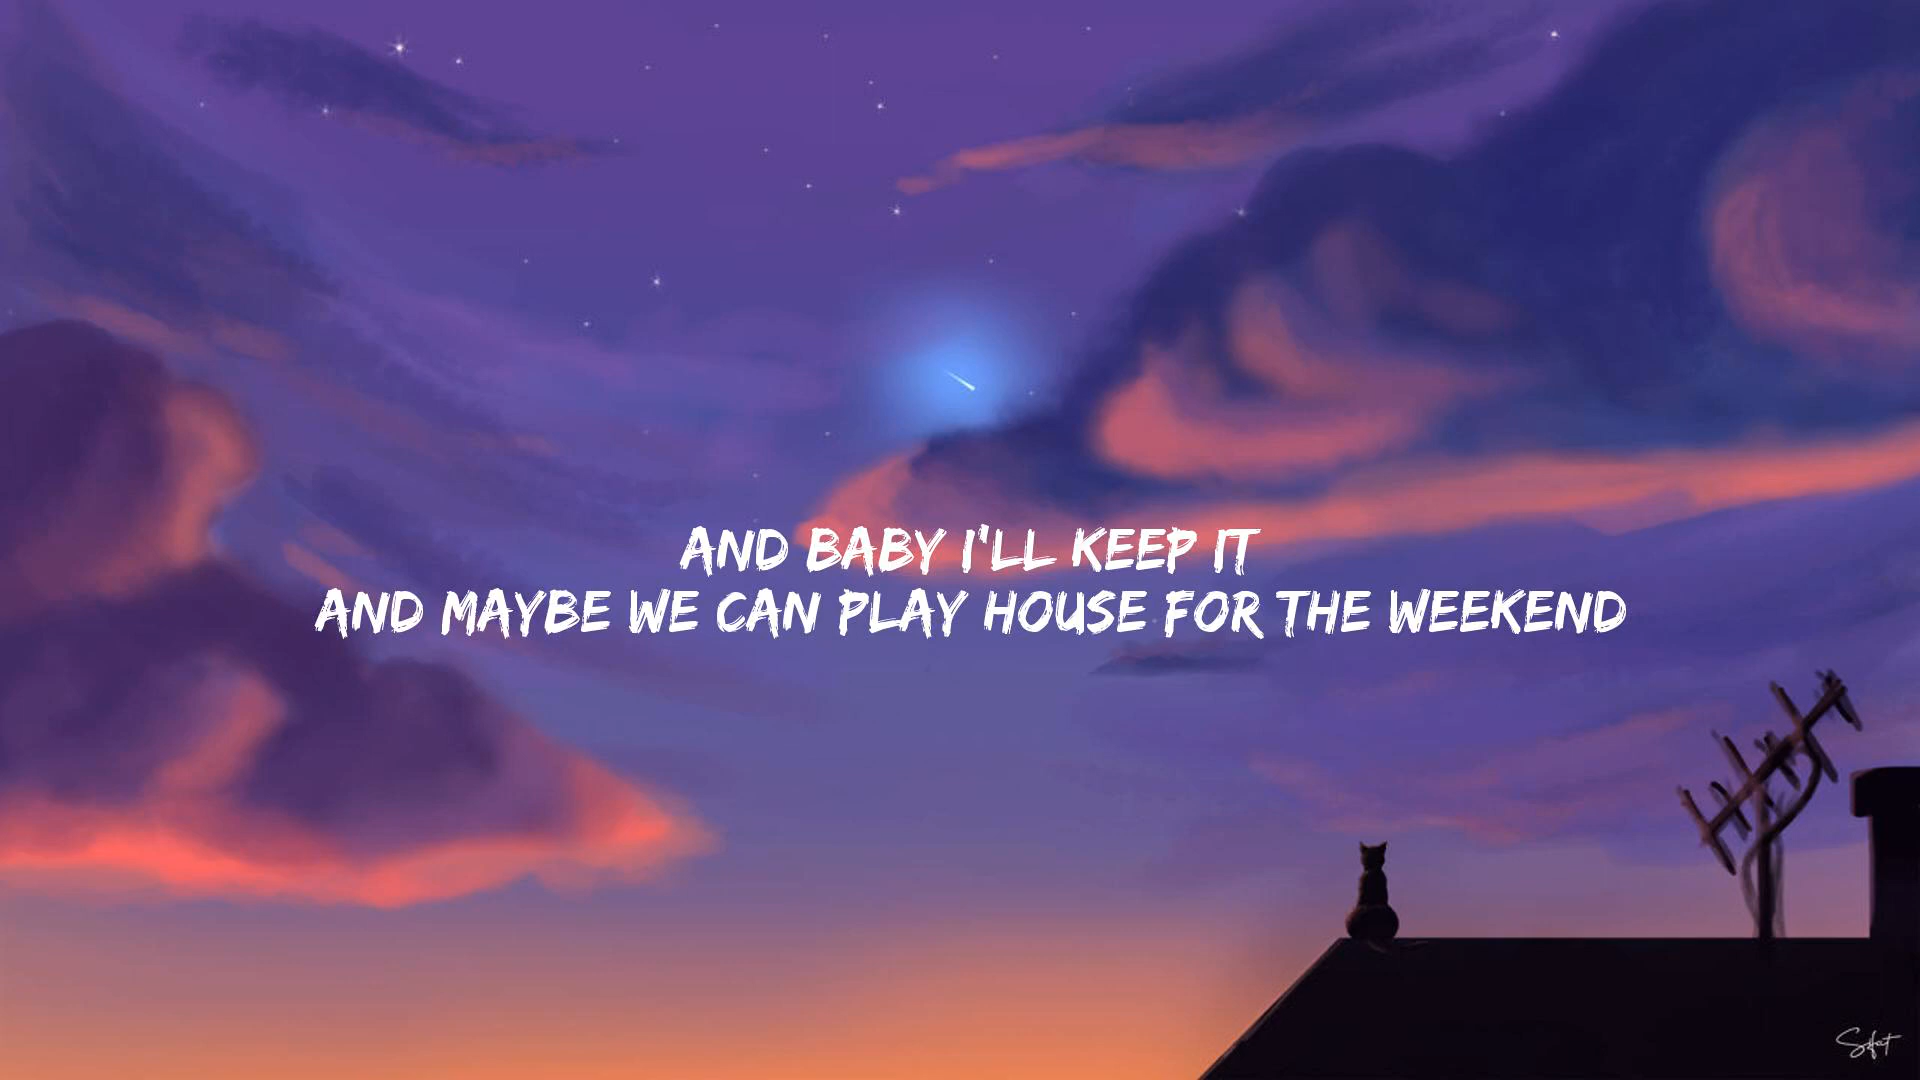 AND BABY I'LL KEEP IT
AND MAYBE WE CAN PLAY HOUSE FOR THE WEEKEND